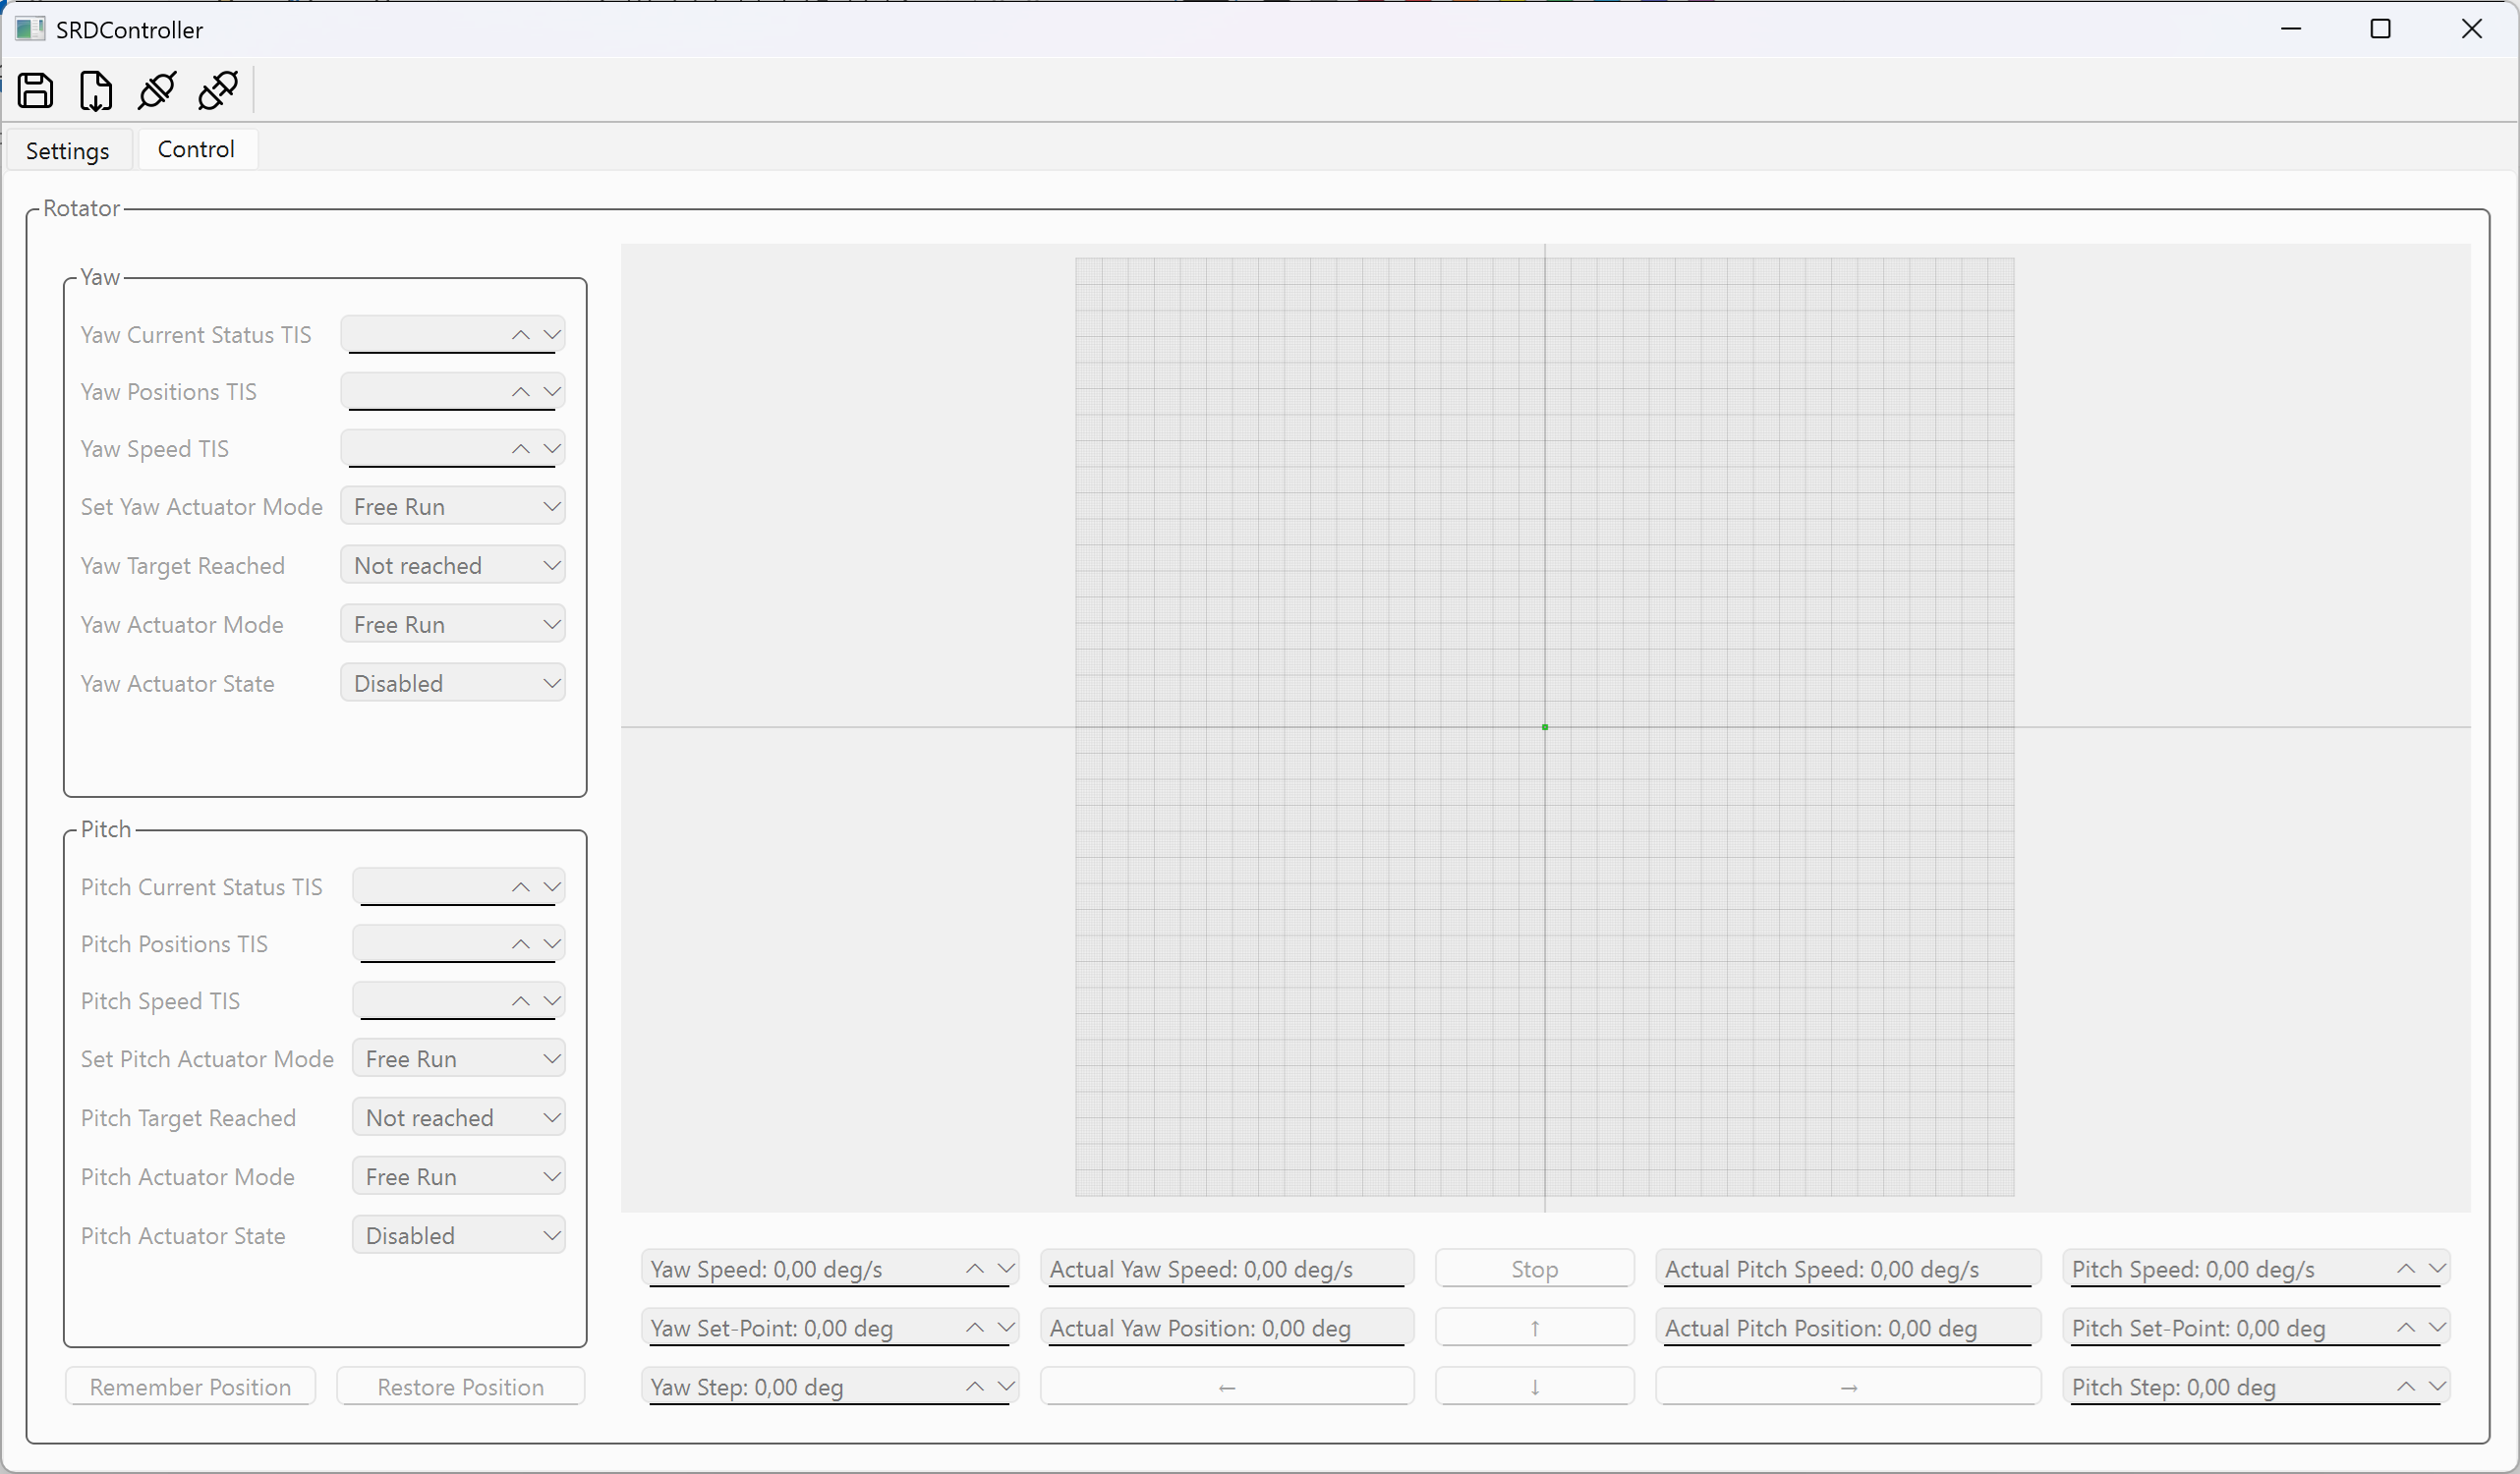 SRDController
Settings
Control
Rotator
Yaw
Yaw Current Status TIS
Yaw Positions TIS
Yaw Speed TIS
Set Yaw Actuator Mode
Free Run
Yaw Target Reached
Not reached
Yaw Actuator Mode
Free Run
Yaw Actuator State
Disabled
Pitch
Pitch Current Status TIS
Pitch Positions TIS
Pitch Speed TIS
Set Pitch Actuator Mode
Free Run
Pitch Target Reached
Not reached
Pitch Actuator Mode
Free Run
Pitch Actuator State
Disabled
Remember Position
Restore Position
Yaw Speed: 0,00 deg/s
Actual Yaw Speed: 0,00 deg/s
Stop
Actual Pitch Speed: 0,00 deg/s
Pitch Speed: 0,00 deg/s
Yaw Set-Point: 0,00 deg
Actual Yaw Position: 0,00 deg
↑
Actual Pitch Position: 0,00 deg
Pitch Set-Point: 0,00 deg
Yaw Step: 0,00 deg
←
↓
→
Pitch Step: 0,00 deg